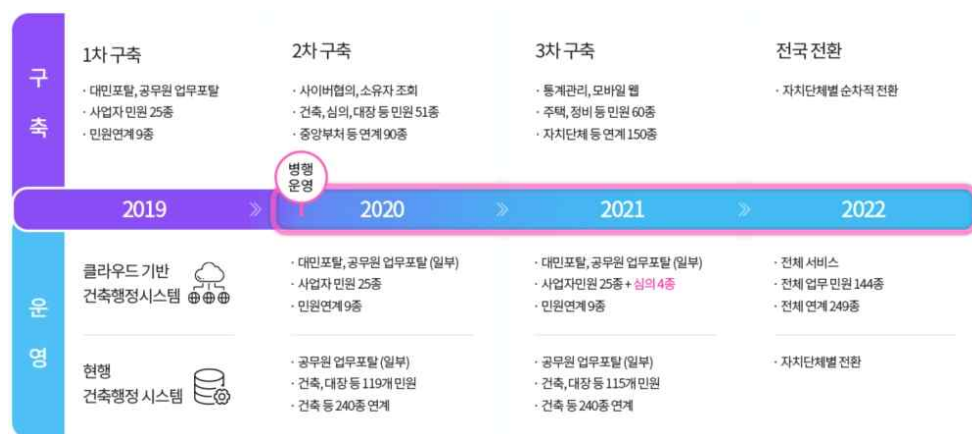 구축
1차 구축
· 대민포탈, 공무원 업무포탈
· 사업자 민원 25종
· 민원연계 9종
2차 구축
· 사이버협의, 소유자 조회
· 건축, 심의, 대장 등 민원 51종
· 중앙부처 등 연계 90종
3차 구축
· 통계관리, 모바일 웹
· 주택, 정비 등 민원 60종
· 자치단체 등 연계 150종
전국 전환
· 자치단체별 순차적 전환
병행
운영
2019
2020
2021
2022
운영
클라우드 기반
건축행정시스템
· 대민포탈, 공무원 업무포탈 (일부)
· 사업자 민원 25종
· 민원연계 9종
· 대민포탈, 공무원 업무포탈 (일부)
· 사업자민원 25종 + 심의 4종
· 민원연계 9종
· 전체 서비스
· 전체 업무 민원 144종
· 전체 연계 249종
현행
건축행정 시스템
· 공무원 업무포탈 (일부)
· 건축, 대장 등 119개 민원
· 건축 등 240종 연계
· 공무원 업무포탈 (일부)
· 건축, 대장 등 115개 민원
· 건축 등 240종 연계
· 자치단체별 전환